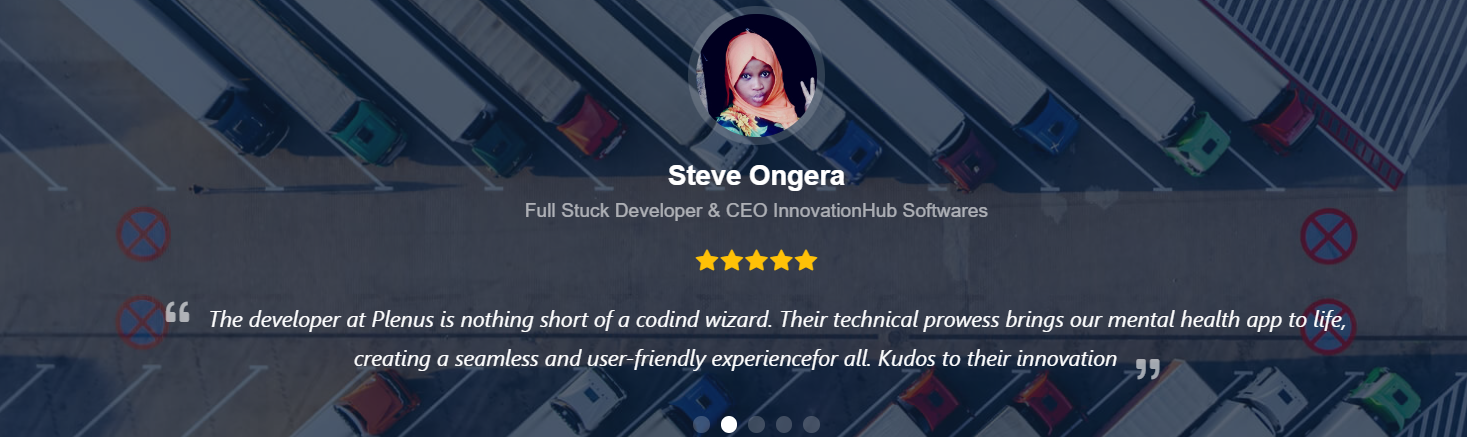 Steve Ongera
Full Stuck Developer & CEO InnovationHub Softwares
“ The developer at Plenus is nothing short of a codind wizard. Their technical prowess brings our mental health app to life,
creating a seamless and user-friendly experiencefor all. Kudos to their innovation ”